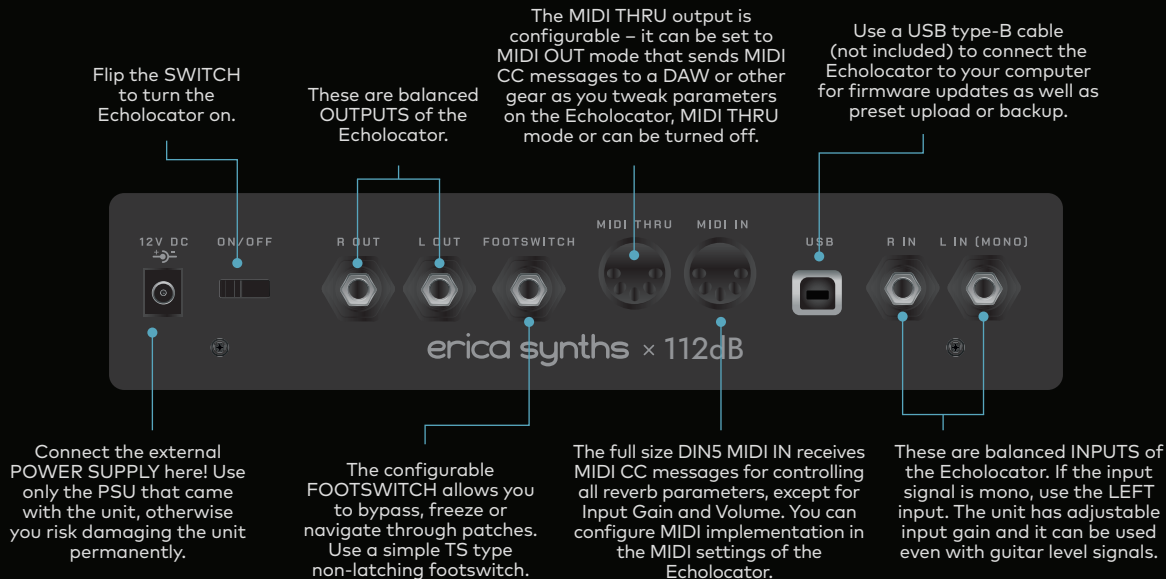 Flip the SWITCH
to turn the
Echolocator on.
These are balanced
OUTPUTS of the
Echolocator.
The MIDI THRU output is
configurable – it can be set to
MIDI OUT mode that sends MIDI
CC messages to a DAW or other
gear as you tweak parameters
on the Echolocator, MIDI THRU
mode or can be turned off.
Use a USB type-B cable
(not included) to connect the
Echolocator to your computer
for firmware updates as well as
preset upload or backup.
12V DC
ON/OFF
R OUT
L OUT
FOOTSWITCH
MIDI THRU
MIDI IN
USB
R IN
L IN (MONO)
erica synths × 112dB
Connect the external
POWER SUPPLY here! Use
only the PSU that came
with the unit, otherwise
you risk damaging the unit
permanently.
The configurable
FOOTSWITCH allows you
to bypass, freeze or
navigate through patches.
Use a simple TS type
non-latching footswitch.
The full size DIN5 MIDI IN receives
MIDI CC messages for controlling
all reverb parameters, except for
Input Gain and Volume. You can
configure MIDI implementation in
the MIDI settings of the
Echolocator.
These are balanced INPUTS of
the Echolocator. If the input
signal is mono, use the LEFT
input. The unit has adjustable
input gain and it can be used
even with guitar level signals.